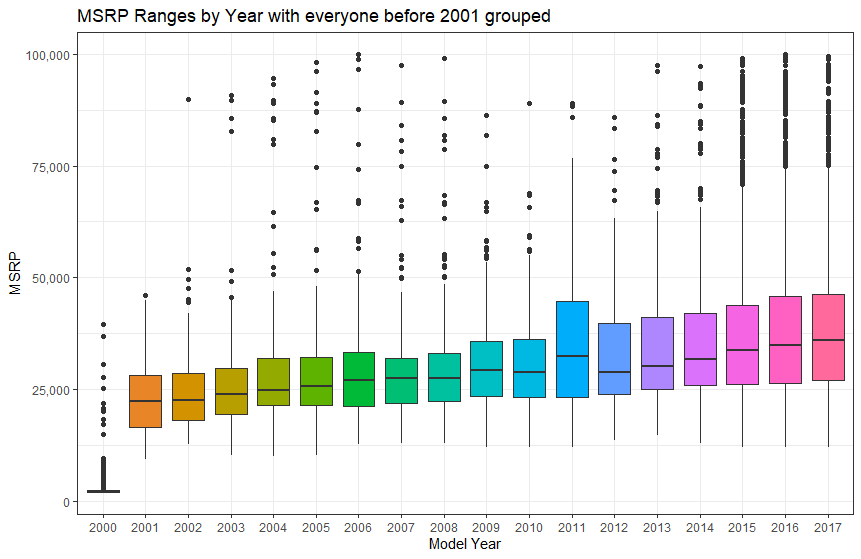 MSRP Ranges by Year with everyone before 2001 grouped
100,000
75,000
50,000
25,000
0
MSRP
2000 2001 2002 2003 2004 2005 2006 2007 2008 2009 2010 2011 2012 2013 2014 2015 2016 2017
Model Year